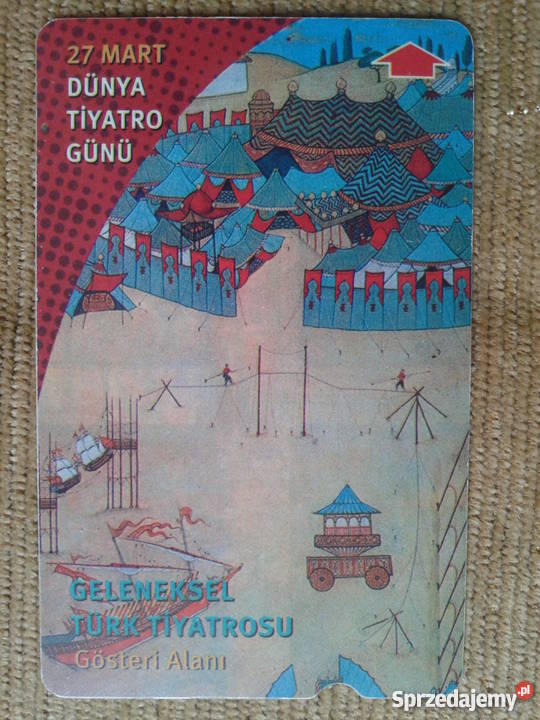 27 MART
DÜNYA
TİYATRO
GÜNÜ
GELENEKSEL
TÜRK TİYATROSU
Gösteri Alanı
Sprzedajemy.pl